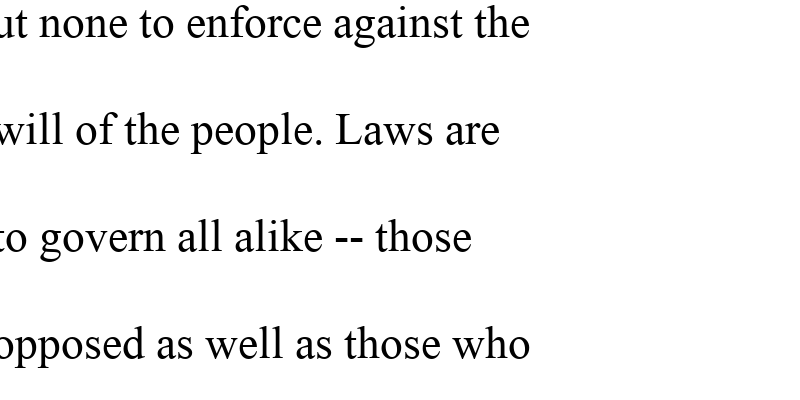 ut none to enforce against the
will of the people. Laws are
to govern all alike -- those
opposed as well as those who